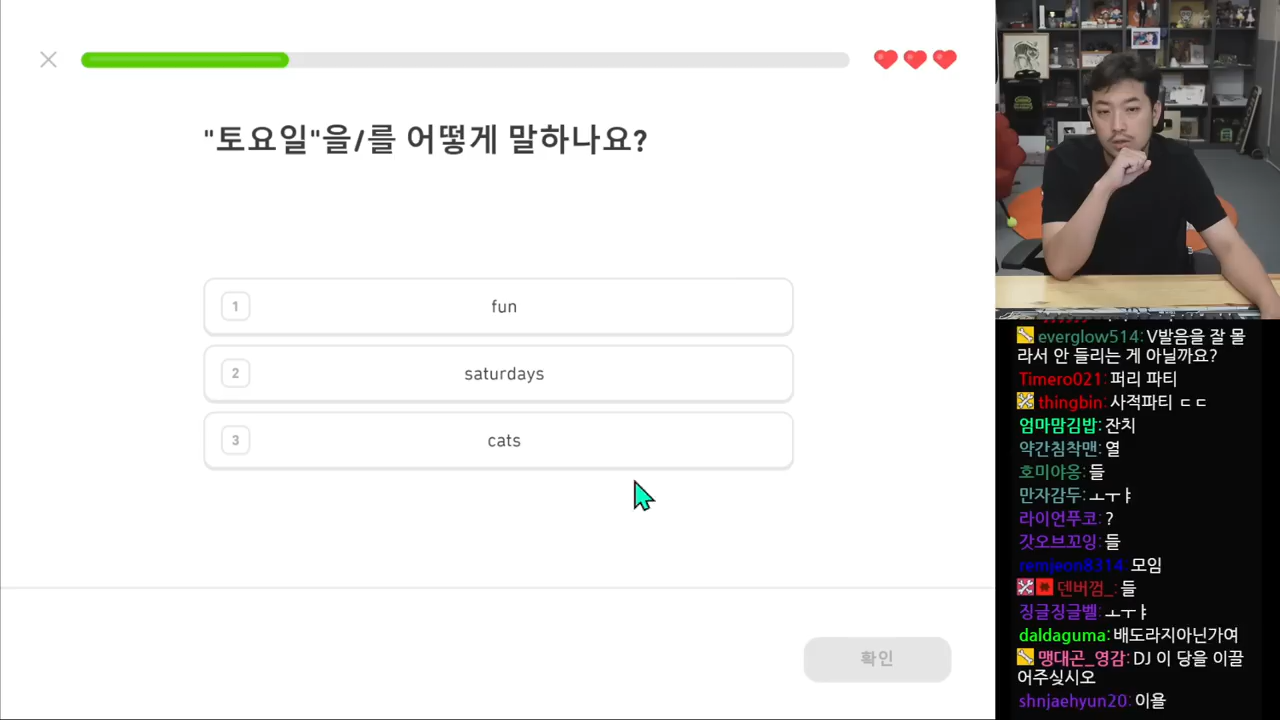 "토요일"을/를 어떻게 말하나요?
1 fun
2 saturdays
3 cats
확인
everglow514: V발음을 잘 몰
라서 안 들리는 게 아닐까요?
Timero021: 퍼리 파티
thingbin: 사적파티 ㄷㄷ
엄마맘김밥: 잔치
약간침착맨: 열
호미야옹: 들
만자감두: ㅗㅜㅑ
라이언푸코: ?
갓오브꼬잉: 들
remjeon8314: 모임
덴버껌_: 들
징글징글벨: ㅗㅜㅑ
daldaguma: 배도라지아닌가여
맹대곤_영감: DJ 이 당을 이끌
어주싲시오
shnjaehyun20: 이욜